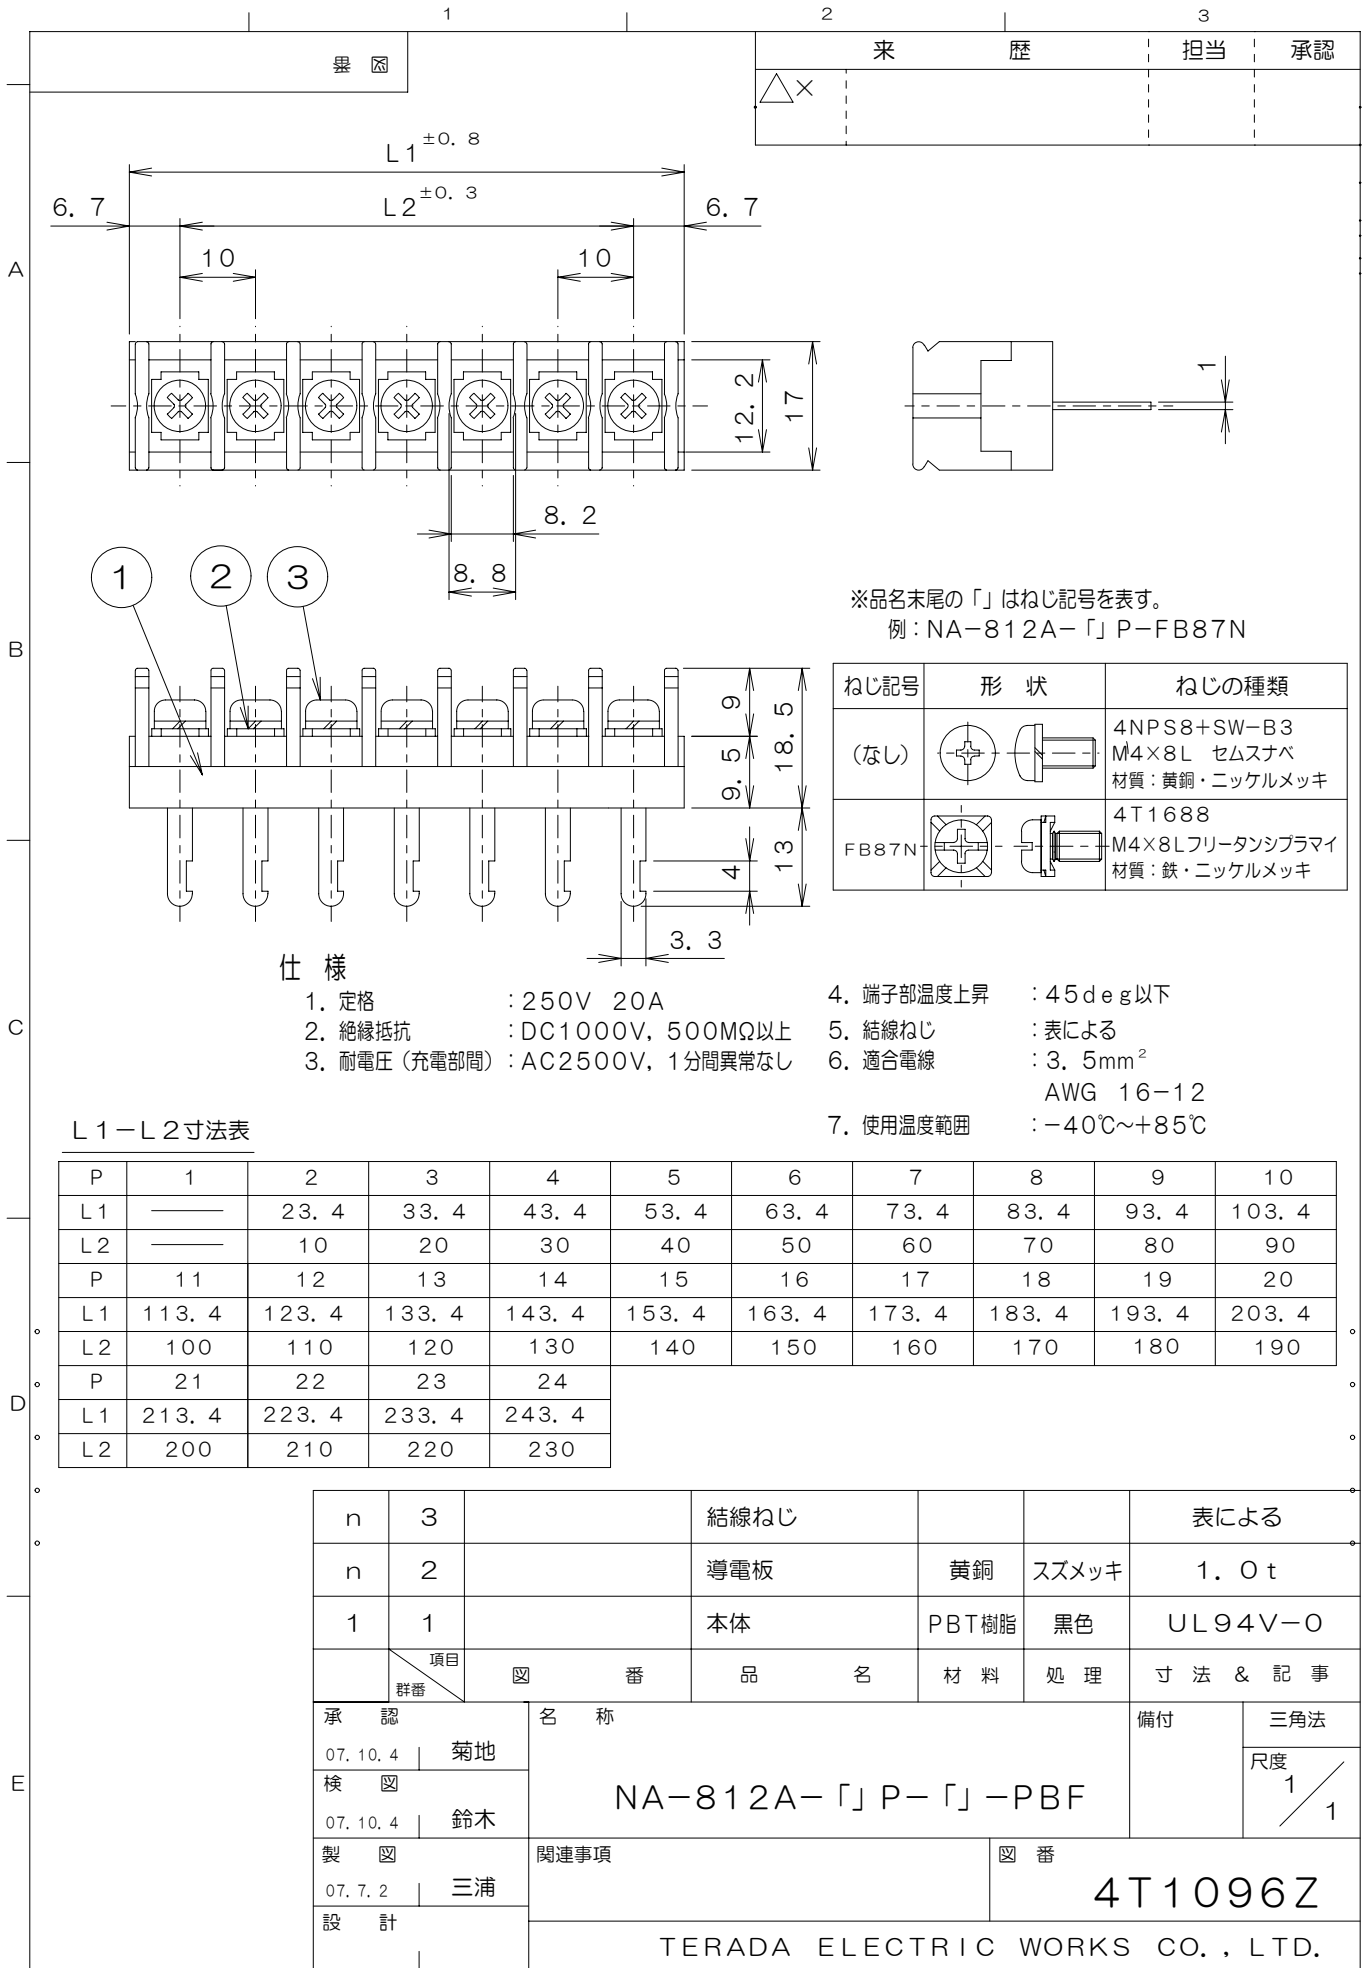 1 2 3
図番
来歴 担当 承認
△×
A
B
C
D
E
L1±0.8
L2±0.3
6.7 6.7
10 10
12.2
17
1
8.2
8.8
1 2 3
9
9.5
18.5
13
4
3.3
※品名末尾の「」はねじ記号を表す。
例：NA-812A-「」P-FB87N
ねじ記号 形状 ねじの種類
(なし) 4NPS8+SW-B3
M4×8L セムスナベ
材質：黄銅・ニッケルメッキ
FB87N 4T1688
M4×8Lフリータンシプラマイ
材質：鉄・ニッケルメッキ
仕様
1. 定格 : 250V 20A
2. 絶縁抵抗 : DC1000V, 500MΩ以上
3. 耐電圧（充電部間）: AC2500V, 1分間異常なし
4. 端子部温度上昇 : 45deg以下
5. 結線ねじ : 表による
6. 適合電線 : 3.5mm²
AWG 16-12
7. 使用温度範囲 : -40℃~+85℃
L1-L2寸法表
P 1 2 3 4 5 6 7 8 9 10
L1 —— 23.4 33.4 43.4 53.4 63.4 73.4 83.4 93.4 103.4
L2 —— 10 20 30 40 50 60 70 80 90
P 11 12 13 14 15 16 17 18 19 20
L1 113.4 123.4 133.4 143.4 153.4 163.4 173.4 183.4 193.4 203.4
L2 100 110 120 130 140 150 160 170 180 190
P 21 22 23 24
L1 213.4 223.4 233.4 243.4
L2 200 210 220 230
n 3 結線ねじ 表による
n 2 導電板 黄銅 スズメッキ 1.0t
1 1 本体 PBT樹脂 黒色 UL94V-0
項目 群番 図番 品名 材料 処理 寸法&記事
承認
07.10.4 菊地
検図
07.10.4 鈴木
製図
07.7.2 三浦
設計
名称
NA-812A-「」P-「」-PBF
備付 三角法
尺度 1/1
関連事項
図番
4T1096Z
TERADA ELECTRIC WORKS CO., LTD.